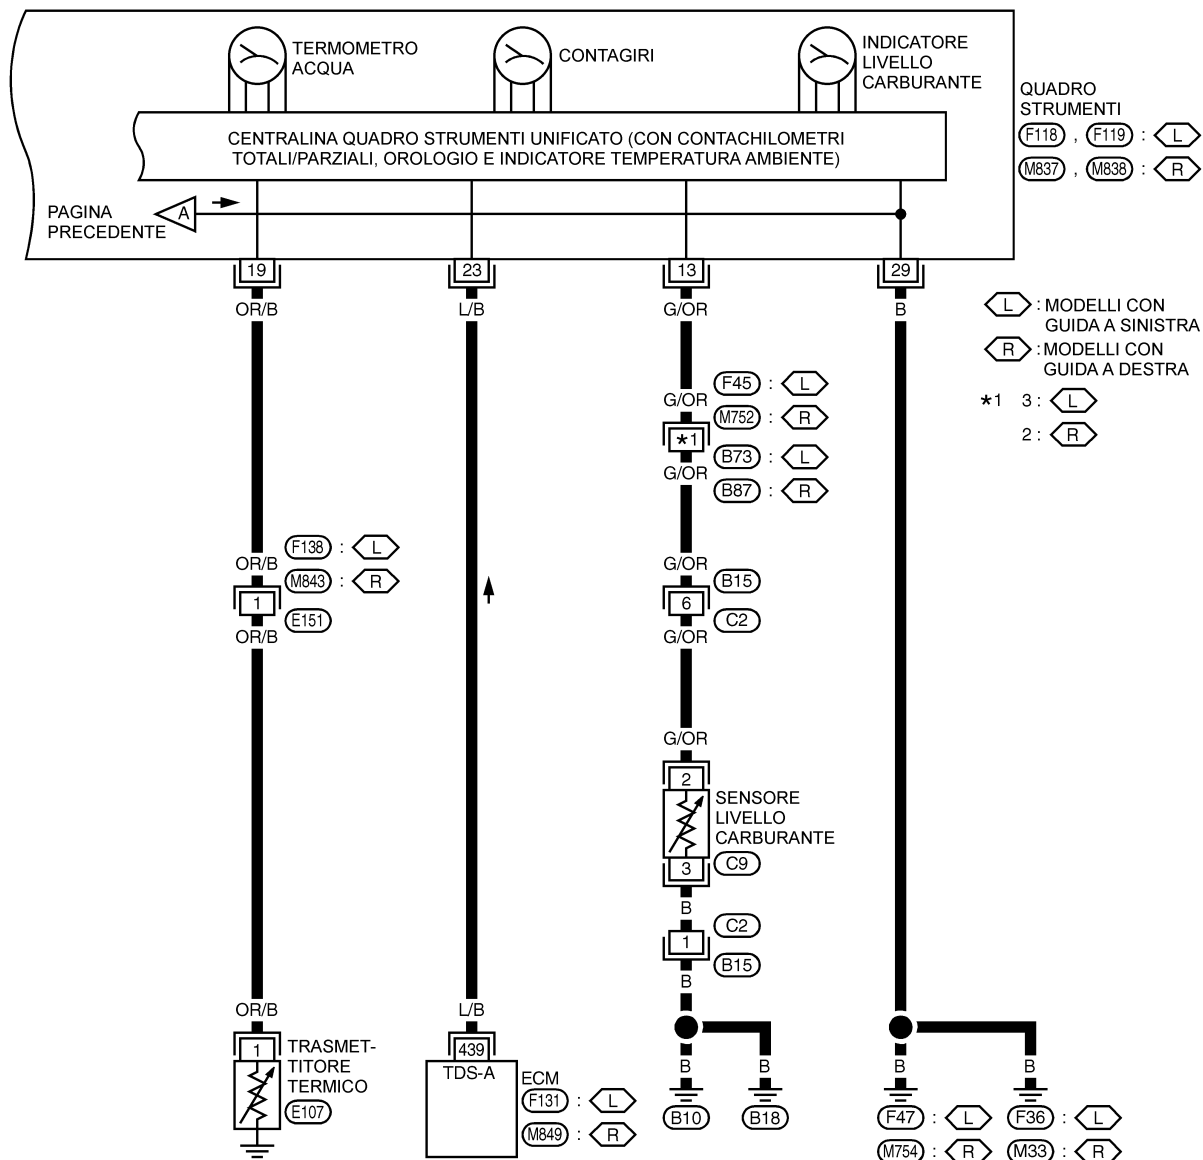 TERMOMETRO
ACQUA
CONTAGIRI
INDICATORE
LIVELLO
CARBURANTE
QUADRO
STRUMENTI
F118 , F119 : L
M837 , M838 : R
CENTRALINA QUADRO STRUMENTI UNIFICATO (CON CONTACHILOMETRI
TOTALI/PARZIALI, OROLOGIO E INDICATORE TEMPERATURA AMBIENTE)
PAGINA
PRECEDENTE
A
19
23
13
29
OR/B
L/B
G/OR
B
L : MODELLI CON
GUIDA A SINISTRA
R : MODELLI CON
GUIDA A DESTRA
*1 3 : L
2 : R
F45 : L
G/OR
M752 : R
*1
B73 : L
G/OR
B87 : R
F138 : L
OR/B
M843 : R
1
E151
OR/B
G/OR
B15
6
C2
G/OR
G/OR
2
SENSORE
LIVELLO
CARBURANTE
3
C9
B
C2
1
B15
B
OR/B
L/B
1
TRASMET-
TITORE
TERMICO
E107
439
TDS-A
ECM
F131 : L
M849 : R
B
B
B
B
B10
B18
F47 : L
F36 : L
M754 : R
M33 : R